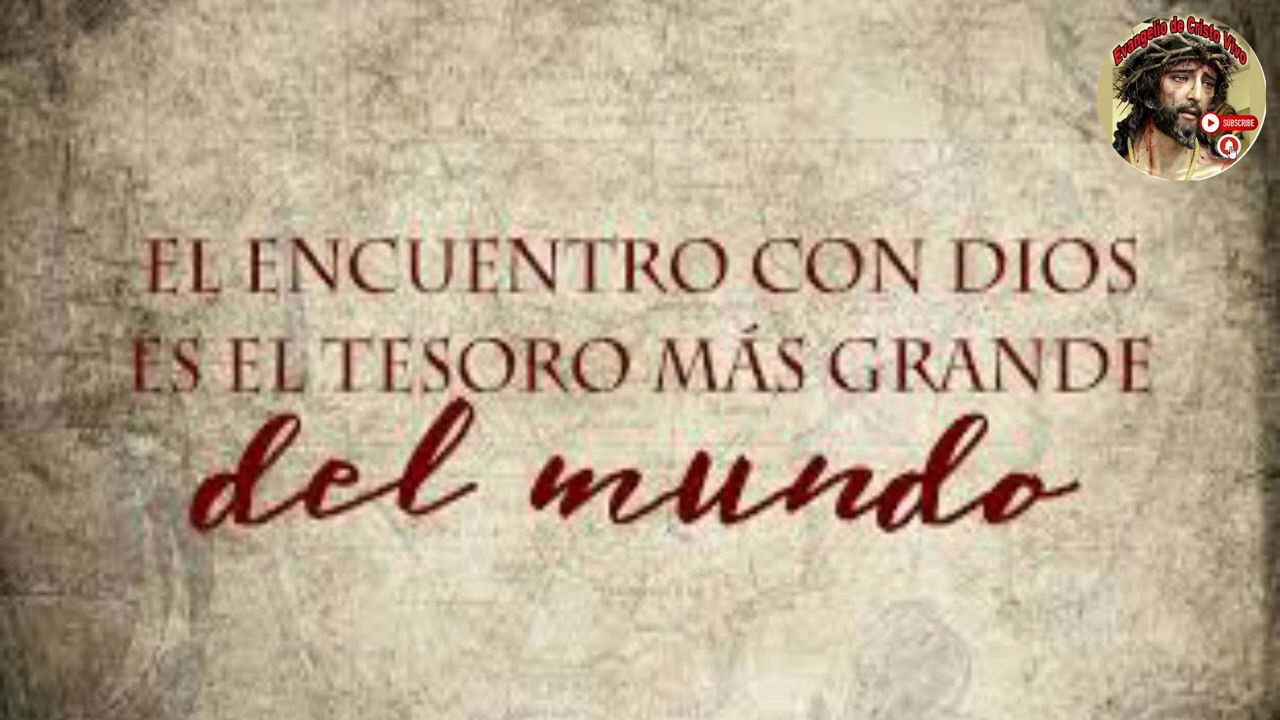 Evangelio de Cristo Vivo
SUBSCRIBE
EL ENCUENTRO CON DIOS
ES EL TESORO MÁS GRANDE
del mundo